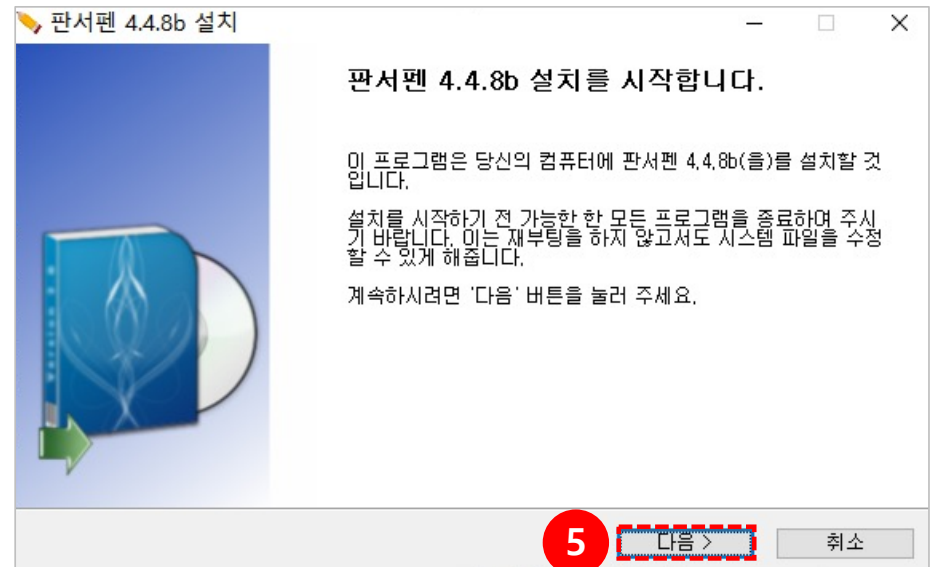 판서펜 4.4.8b 설치
판서펜 4.4.8b 설치를 시작합니다.
이 프로그램은 당신의 컴퓨터에 판서펜 4.4.8b(을)를 설치할 것
입니다.
설치를 시작하기 전 가능한 한 모든 프로그램을 종료하여 주시
기 바랍니다. 이는 재부팅을 하지 않고서도 시스템 파일을 수정
할 수 있게 해줍니다.
계속하시려면 '다음' 버튼을 눌러 주세요.
5 다음 > 취소